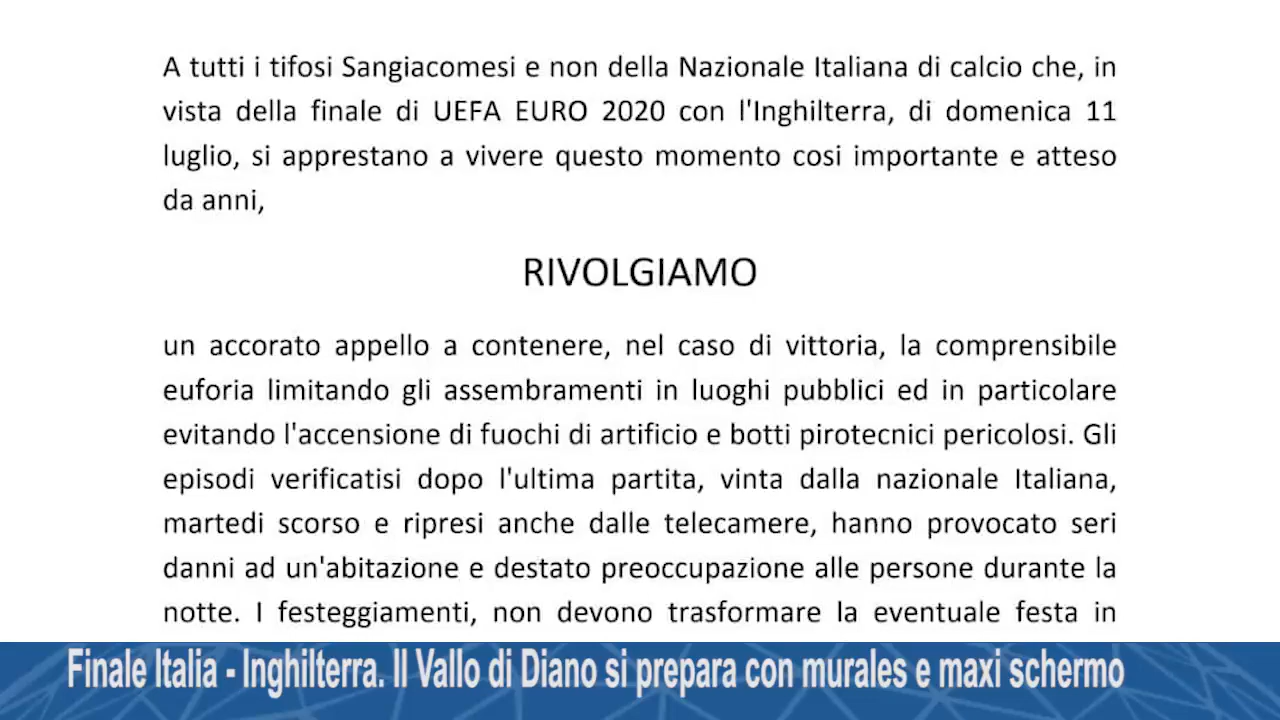 A tutti i tifosi Sangiacomesi e non della Nazionale Italiana di calcio che, in
vista della finale di UEFA EURO 2020 con l'Inghilterra, di domenica 11
luglio, si apprestano a vivere questo momento cosi importante e atteso
da anni,
RIVOLGIAMO
un accorato appello a contenere, nel caso di vittoria, la comprensibile
euforia limitando gli assembramenti in luoghi pubblici ed in particolare
evitando l'accensione di fuochi di artificio e botti pirotecnici pericolosi. Gli
episodi verificatisi dopo l'ultima partita, vinta dalla nazionale Italiana,
martedi scorso e ripresi anche dalle telecamere, hanno provocato seri
danni ad un'abitazione e destato preoccupazione alle persone durante la
notte. I festeggiamenti, non devono trasformare la eventuale festa in
Finale Italia - Inghilterra. Il Vallo di Diano si prepara con murales e maxi schermo